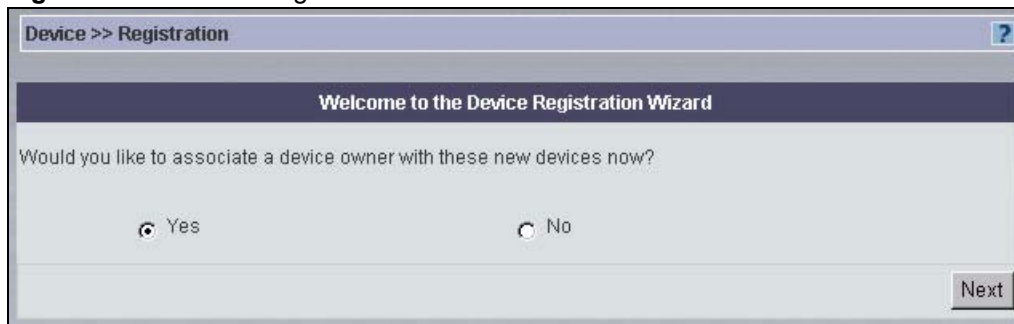 Device >> Registration
?
Welcome to the Device Registration Wizard
Would you like to associate a device owner with these new devices now?
Yes
No
Next